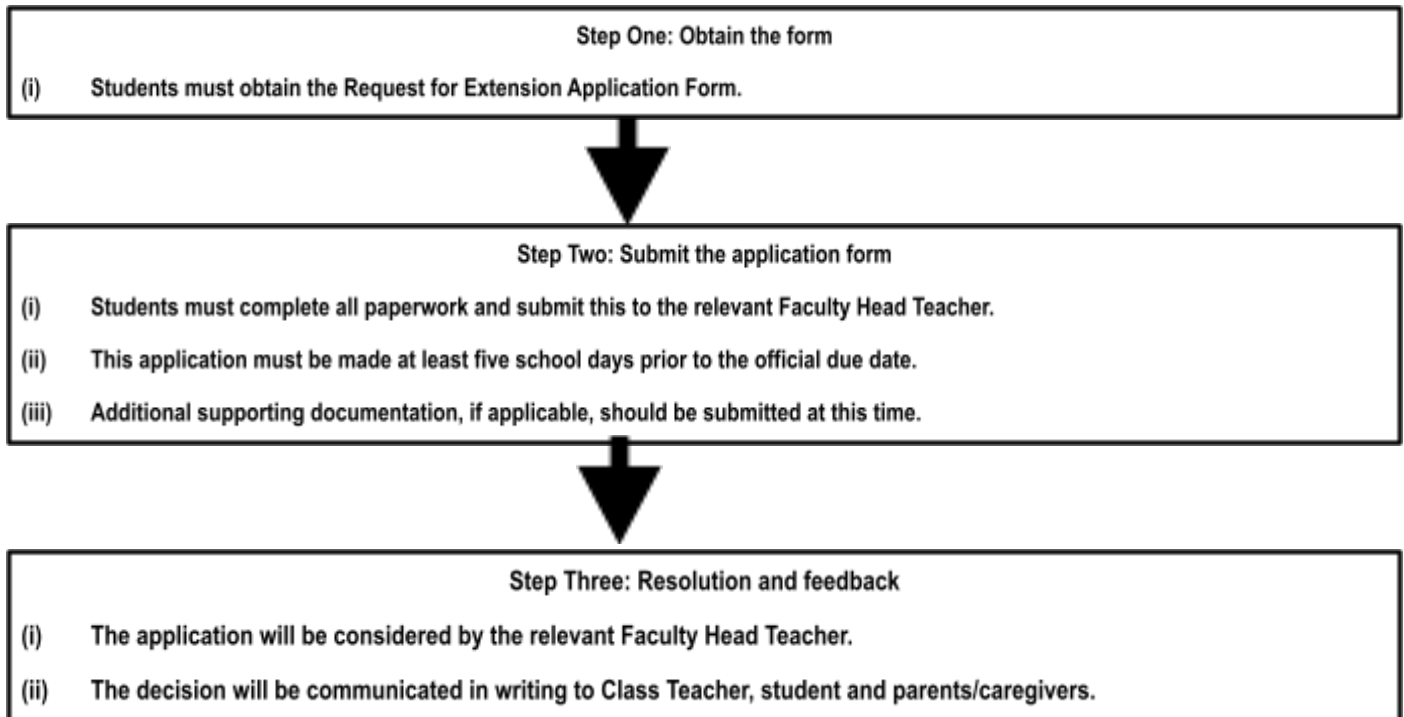 Step One: Obtain the form
(i) Students must obtain the Request for Extension Application Form.
Step Two: Submit the application form
(i) Students must complete all paperwork and submit this to the relevant Faculty Head Teacher.
(ii) This application must be made at least five school days prior to the official due date.
(iii) Additional supporting documentation, if applicable, should be submitted at this time.
Step Three: Resolution and feedback
(i) The application will be considered by the relevant Faculty Head Teacher.
(ii) The decision will be communicated in writing to Class Teacher, student and parents/caregivers.